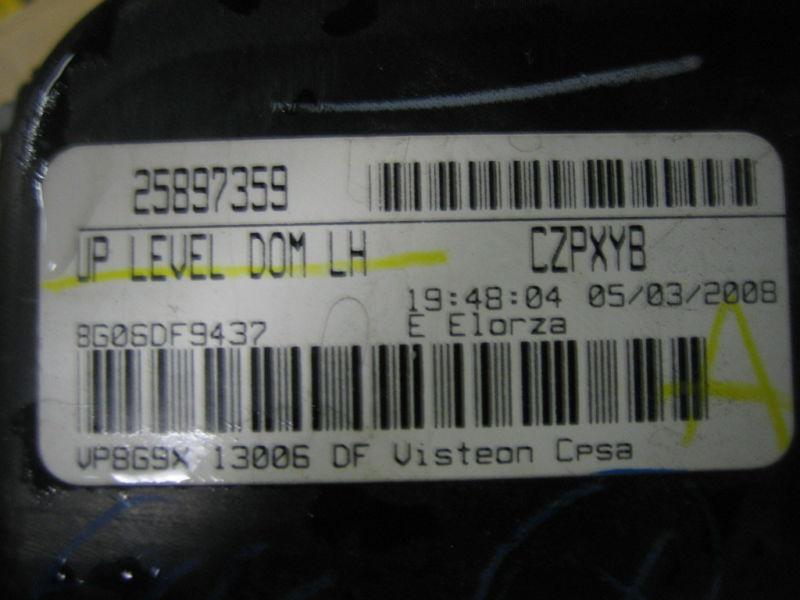 25897359
UP LEVEL DOM LH CZPXYB
19:48:04 05/03/2008
8G06DF9437 E Elorza
VP8G9X 13006 DF Visteon Cpsa
A